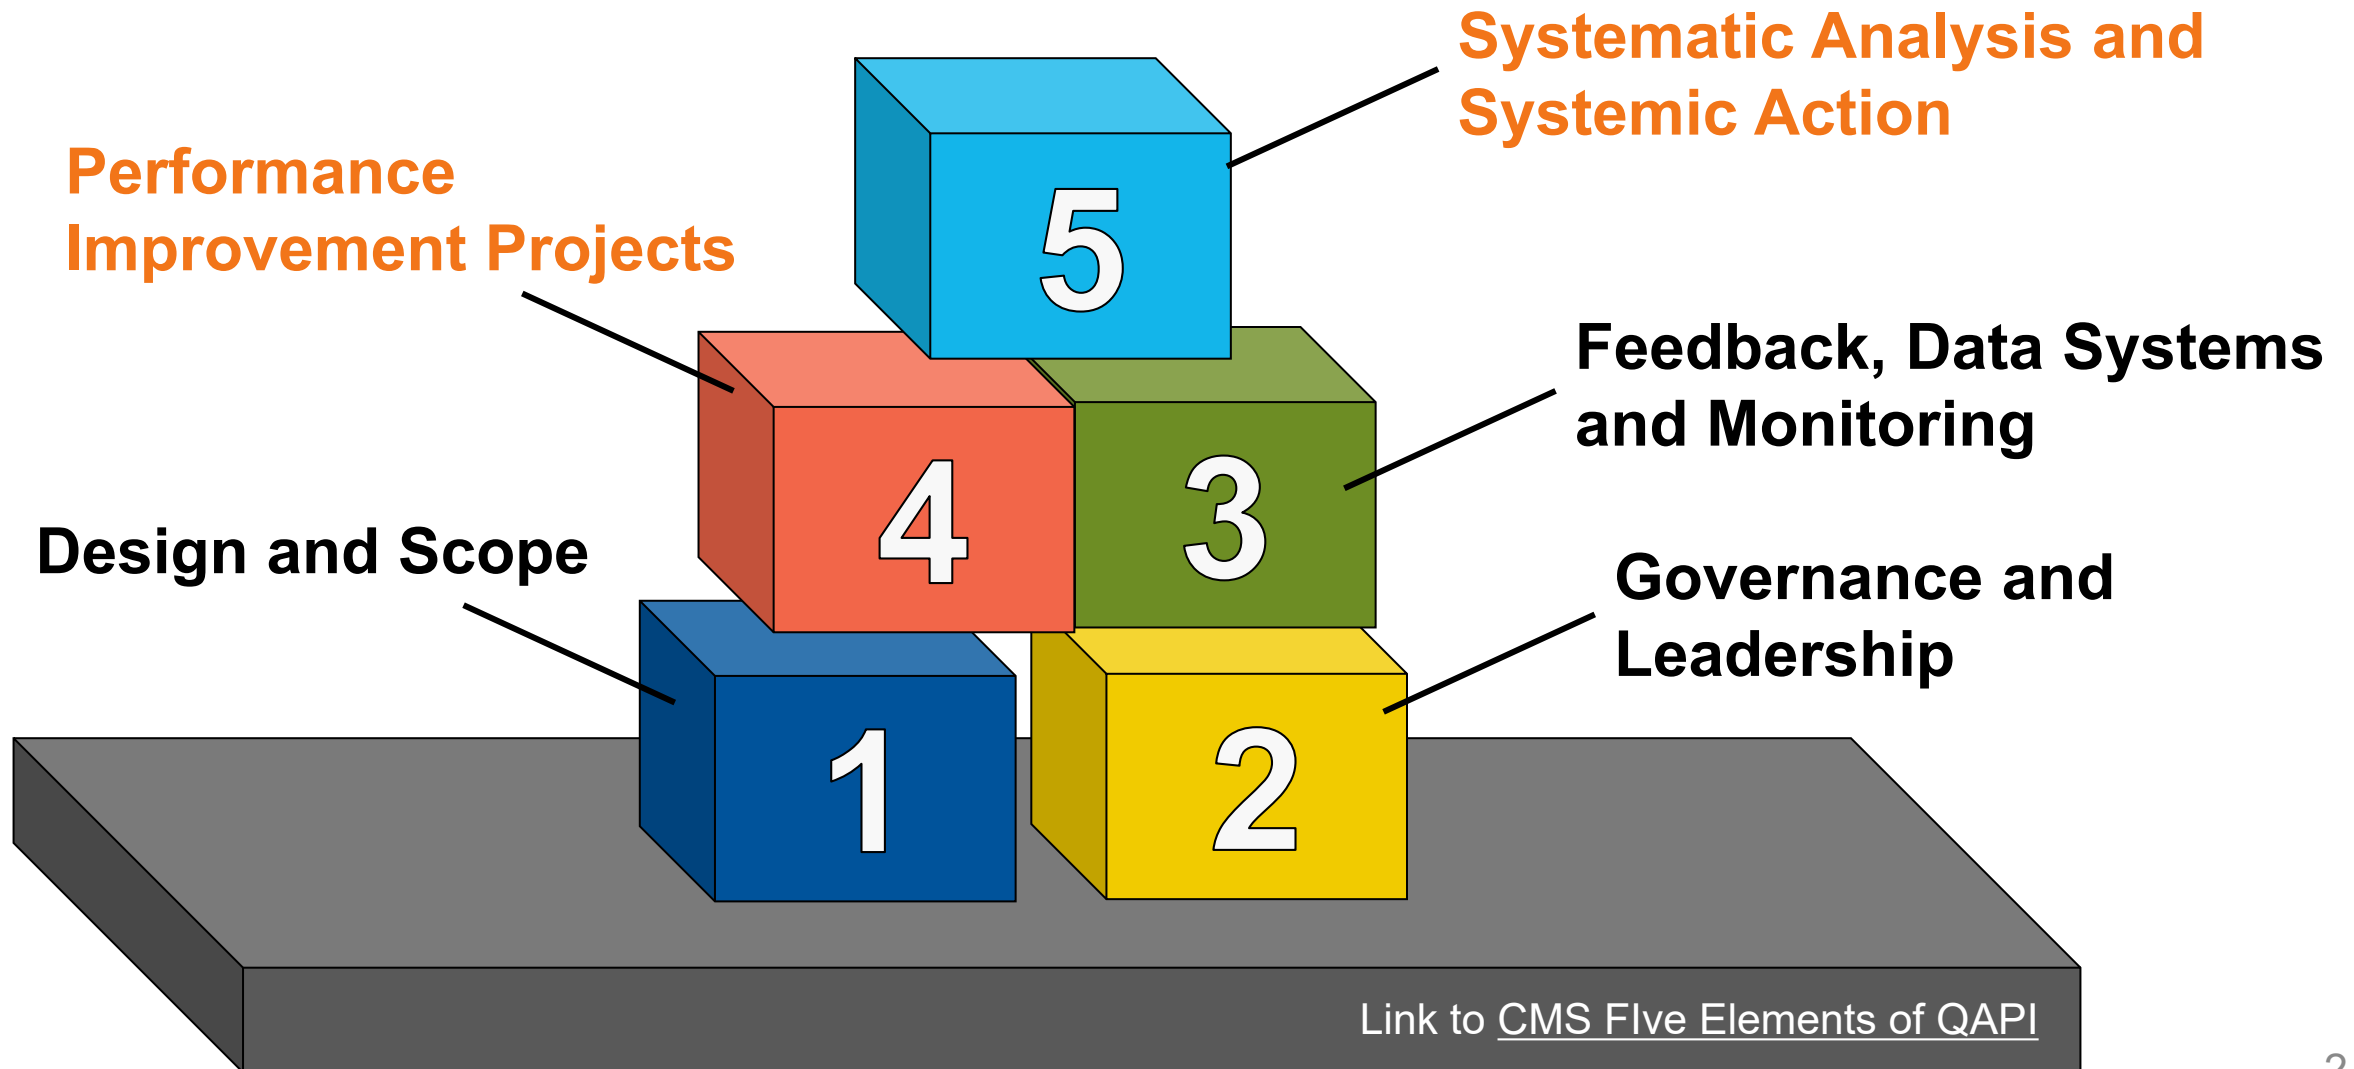 Systematic Analysis and
Systemic Action
Performance
Improvement Projects
5
Feedback, Data Systems
and Monitoring
4
3
Design and Scope
Governance and
Leadership
1
2
Link to CMS FIve Elements of QAPI
2